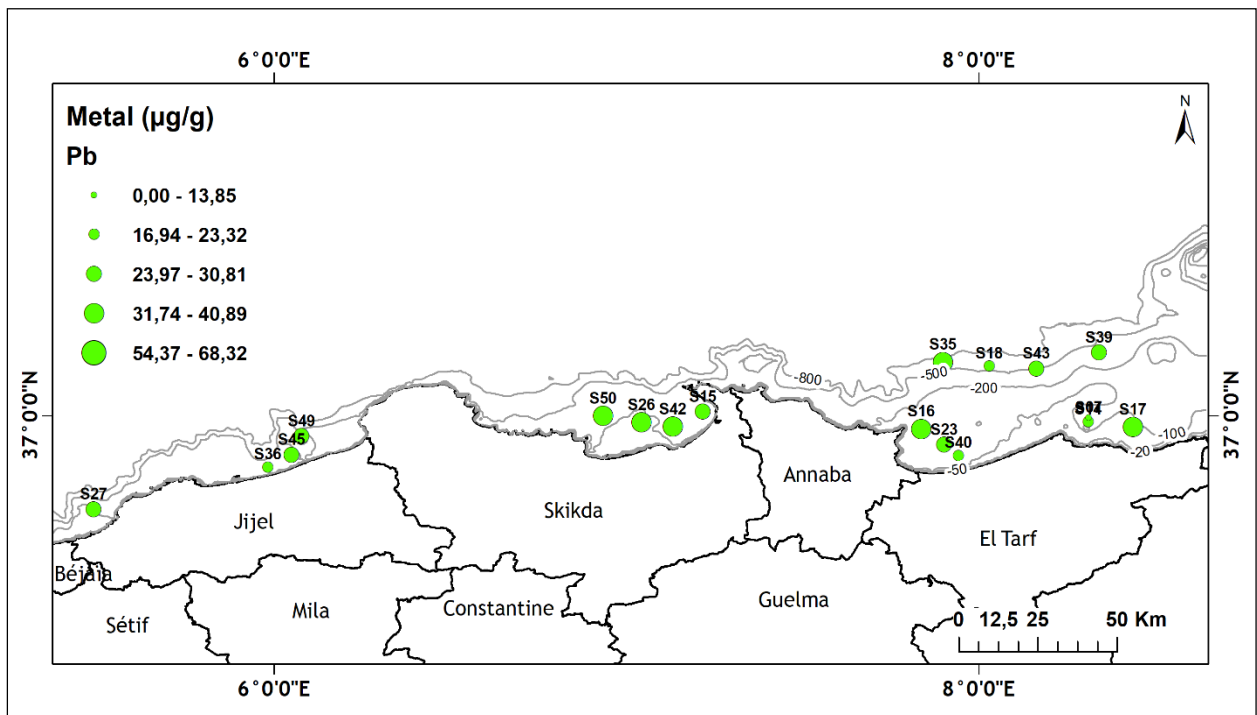 6°0'0"E 8°0'0"E
Metal (µg/g)
N
Pb
0,00 - 13,85
16,94 - 23,32
23,97 - 30,81
31,74 - 40,89
54,37 - 68,32
S35 S18 S43 S39
-800 -500 -200
37°0'0"N 37°0'0"N
S50 S26 S42 S15
S16 S17
S49 S45 S36
S23 S40
-100
-50 -20
S27
Annaba
Jijel Skikda El Tarf
Béjaia
Sétif Mila Constantine Guelma
0 12,5 25 50 Km
6°0'0"E 8°0'0"E